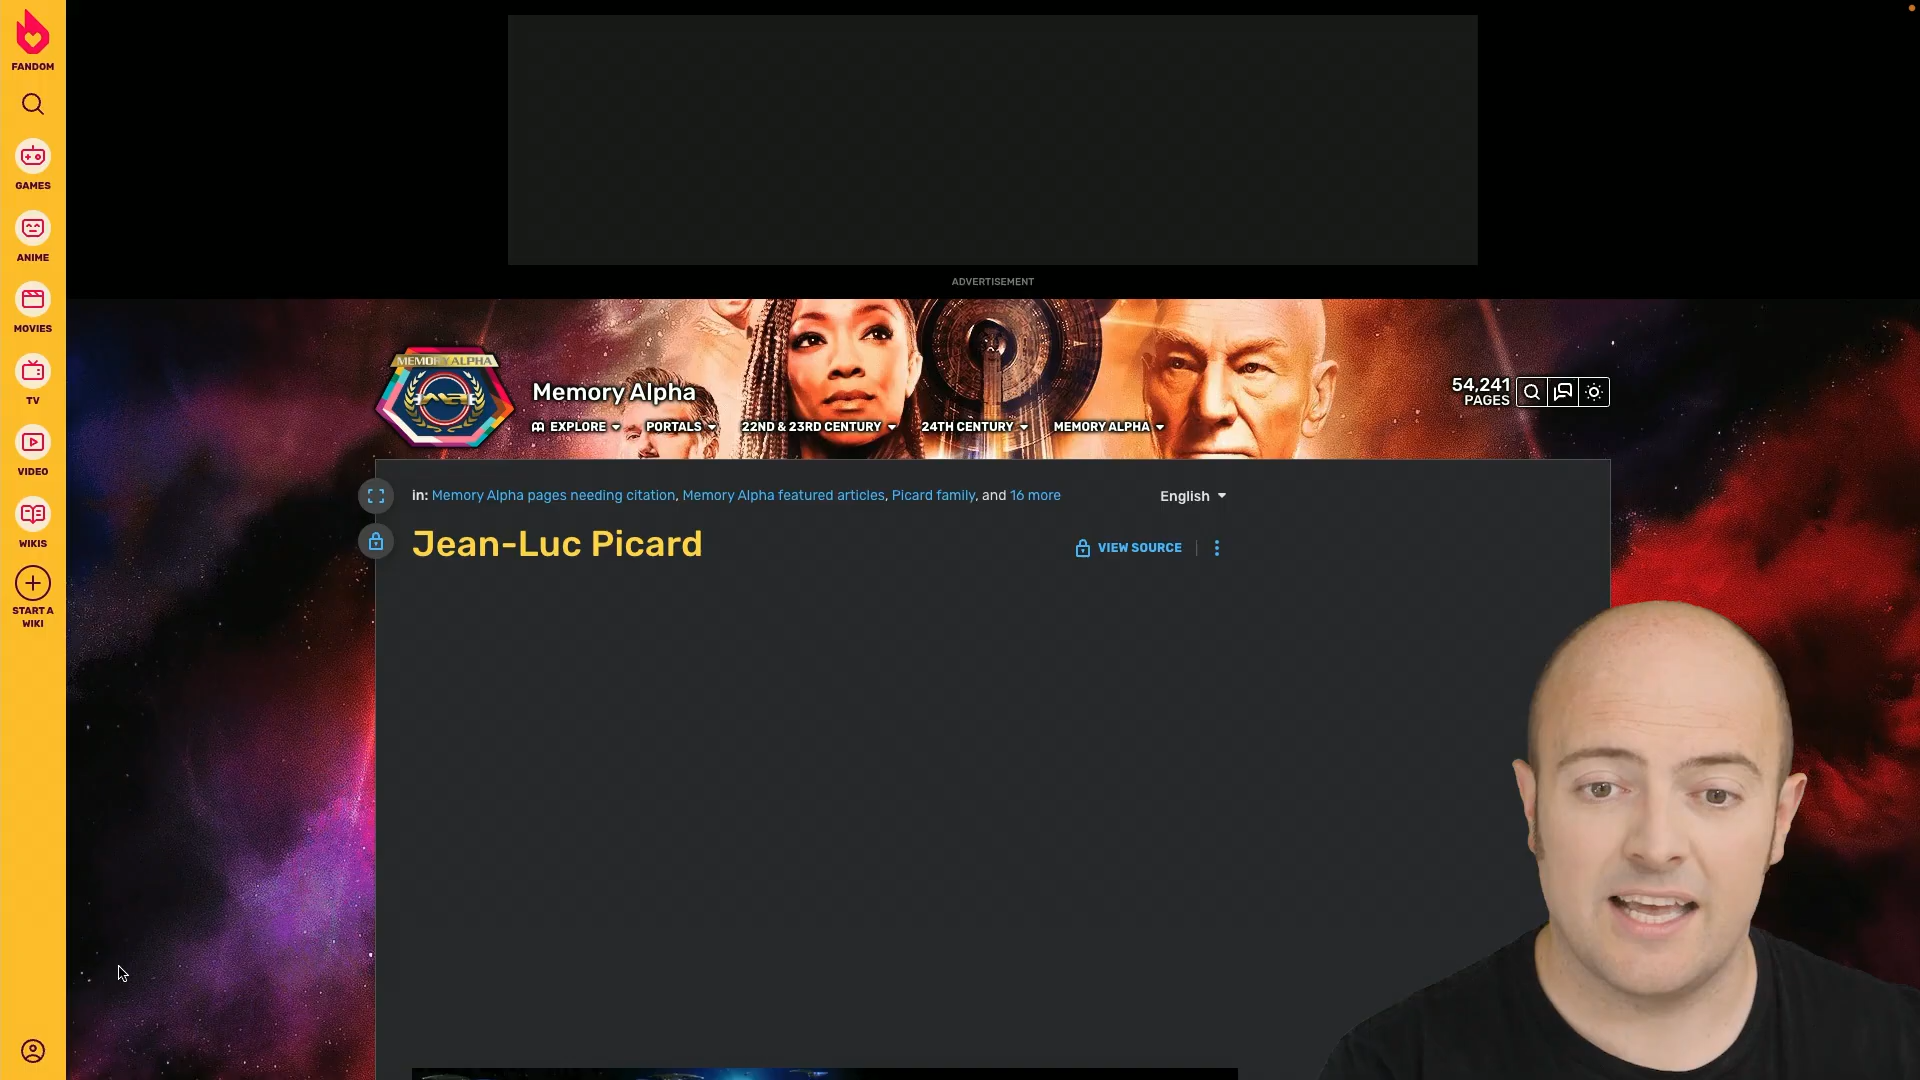 FANDOM
GAMES
ANIME
MOVIES
TV
VIDEO
WIKIS
START A
WIKI
ADVERTISEMENT
MEMORY ALPHA
Memory Alpha
EXPLORE
PORTALS
22ND & 23RD CENTURY
24TH CENTURY
MEMORY ALPHA
54,241
PAGES
in: Memory Alpha pages needing citation, Memory Alpha featured articles, Picard family, and 16 more
English
Jean-Luc Picard
VIEW SOURCE